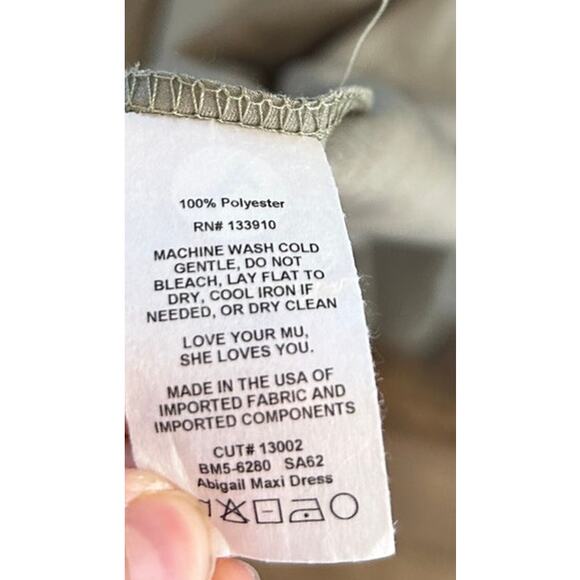 100% Polyester
RN# 133910
MACHINE WASH COLD
GENTLE, DO NOT
BLEACH, LAY FLAT TO
DRY, COOL IRON IF
NEEDED, OR DRY CLEAN
LOVE YOUR MU,
SHE LOVES YOU.
MADE IN THE USA OF
IMPORTED FABRIC AND
IMPORTED COMPONENTS
CUT# 13002
BM5-6280 SA62
Abigail Maxi Dress